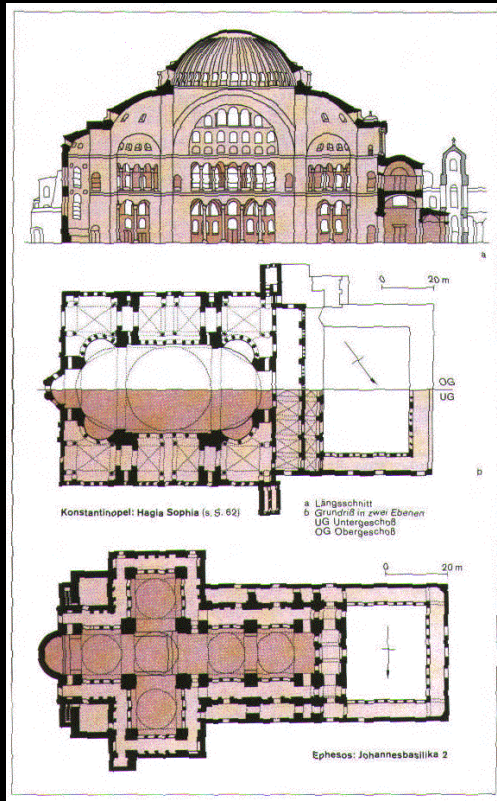 a
0 20 m
OG
UG
b
Konstantinopel: Hagia Sophia (s. S. 62)
a Längsschnitt
b Grundriß in zwei Ebenen
UG Untergeschoß
OG Obergeschoß
0 20 m
Ephesos: Johannesbasilika 2